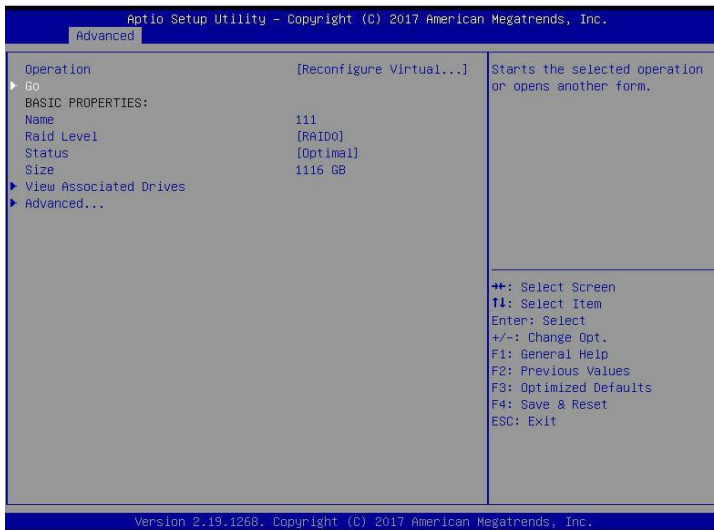 Aptio Setup Utility – Copyright (C) 2017 American Megatrends, Inc.
Advanced
Operation [Reconfigure Virtual...]
Go
BASIC PROPERTIES:
Name 111
Raid Level [RAID0]
Status [Optimal]
Size 1116 GB
View Associated Drives
Advanced...
Starts the selected operation
or opens another form.
→←: Select Screen
↑↓: Select Item
Enter: Select
+/-: Change Opt.
F1: General Help
F2: Previous Values
F3: Optimized Defaults
F4: Save & Reset
ESC: Exit
Version 2.19.1268. Copyright (C) 2017 American Megatrends, Inc.